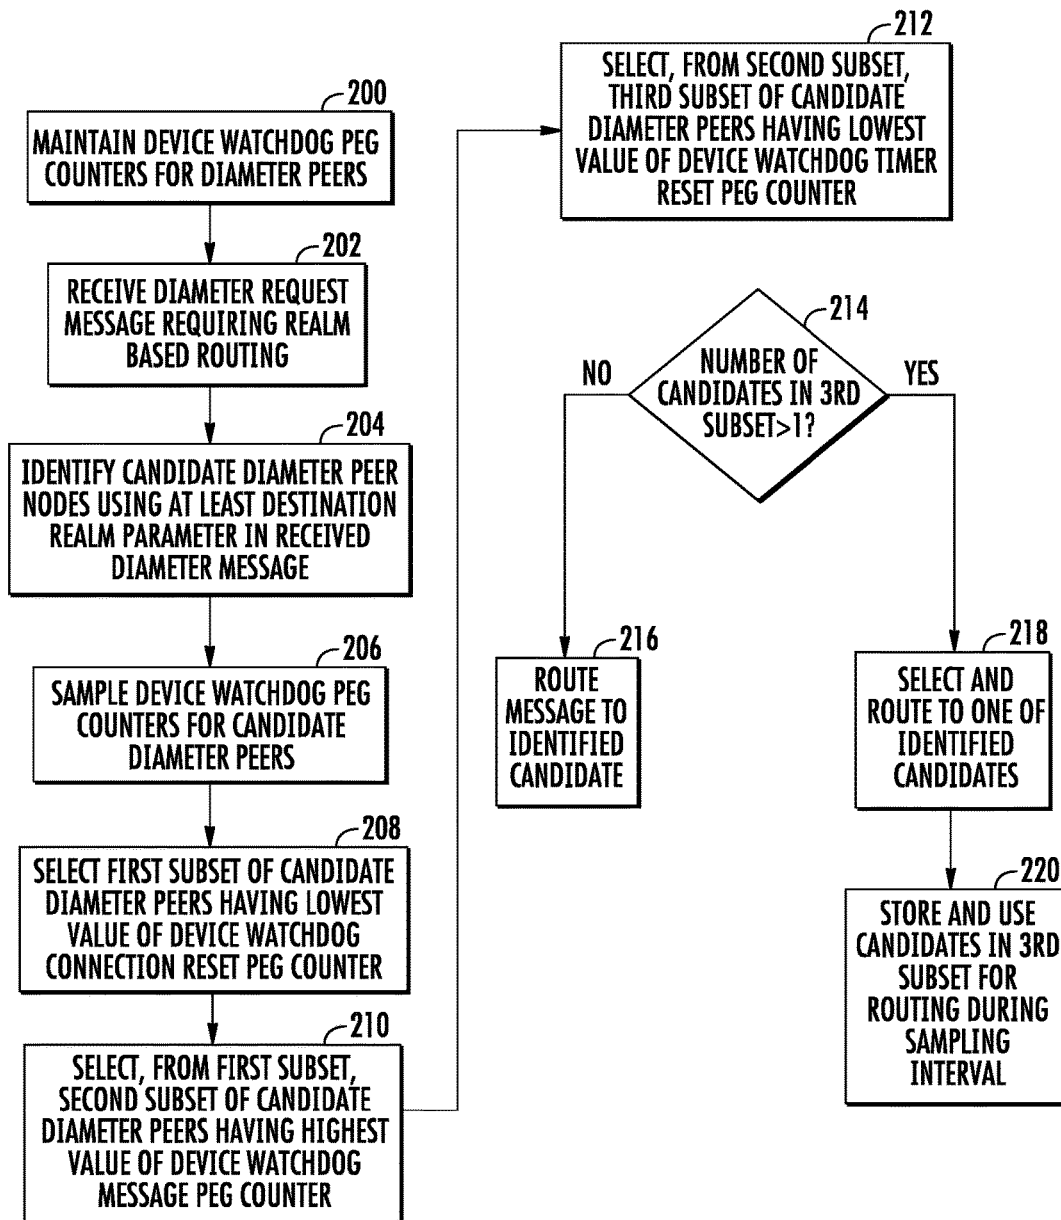 200
MAINTAIN DEVICE WATCHDOG PEG
COUNTERS FOR DIAMETER PEERS
202
RECEIVE DIAMETER REQUEST
MESSAGE REQUIRING REALM
BASED ROUTING
204
IDENTIFY CANDIDATE DIAMETER PEER
NODES USING AT LEAST DESTINATION
REALM PARAMETER IN RECEIVED
DIAMETER MESSAGE
206
SAMPLE DEVICE WATCHDOG PEG
COUNTERS FOR CANDIDATE
DIAMETER PEERS
208
SELECT FIRST SUBSET OF CANDIDATE
DIAMETER PEERS HAVING LOWEST
VALUE OF DEVICE WATCHDOG
CONNECTION RESET PEG COUNTER
210
SELECT, FROM FIRST SUBSET,
SECOND SUBSET OF CANDIDATE
DIAMETER PEERS HAVING HIGHEST
VALUE OF DEVICE WATCHDOG
MESSAGE PEG COUNTER
212
SELECT, FROM SECOND SUBSET,
THIRD SUBSET OF CANDIDATE
DIAMETER PEERS HAVING LOWEST
VALUE OF DEVICE WATCHDOG TIMER
RESET PEG COUNTER
214
NUMBER OF
CANDIDATES IN 3RD
SUBSET>1?
NO
YES
216
ROUTE
MESSAGE TO
IDENTIFIED
CANDIDATE
218
SELECT AND
ROUTE TO ONE OF
IDENTIFIED
CANDIDATES
220
STORE AND USE
CANDIDATES IN 3RD
SUBSET FOR
ROUTING DURING
SAMPLING
INTERVAL